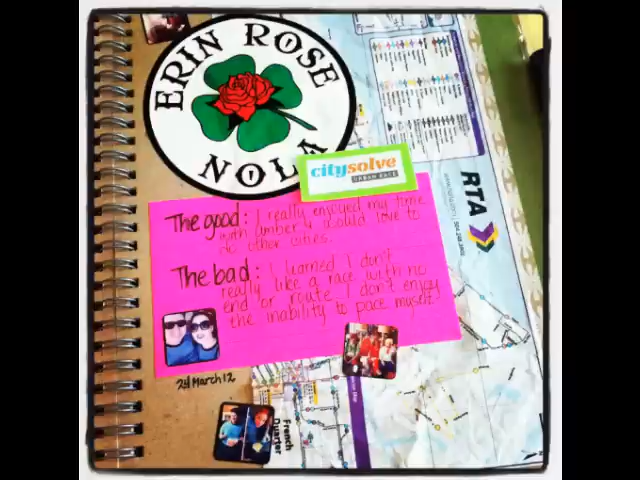 ERIN ROSE
NOLA
citysolve
URBAN RACE
RTA
The good: I really enjoyed my time
with Amber & would love to
do other cities.
The bad: I learned I don't
really like a race with no
end or route. I don't enjoy
the inability to pace myself.
24 March 12
French
Quarter